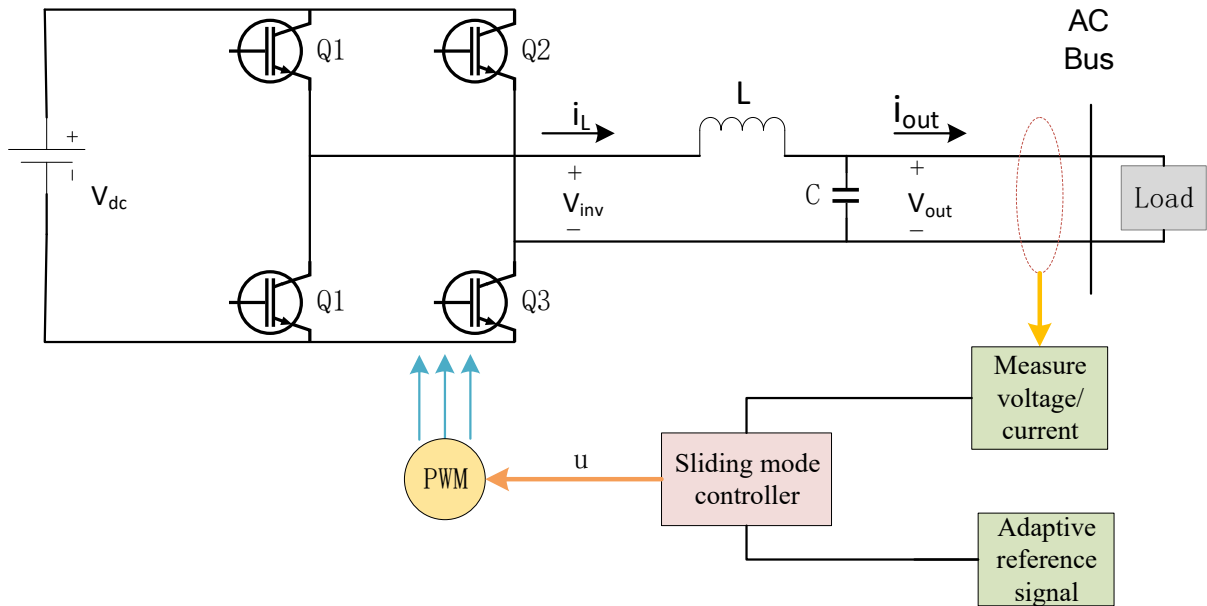 Q1
Q2
AC
Bus
i_L
L
i_out
+
−
V_dc
+
V_inv
−
C
+
V_out
−
Load
Q1
Q3
Measure
voltage/
current
PWM
u
Sliding mode
controller
Adaptive
reference
signal